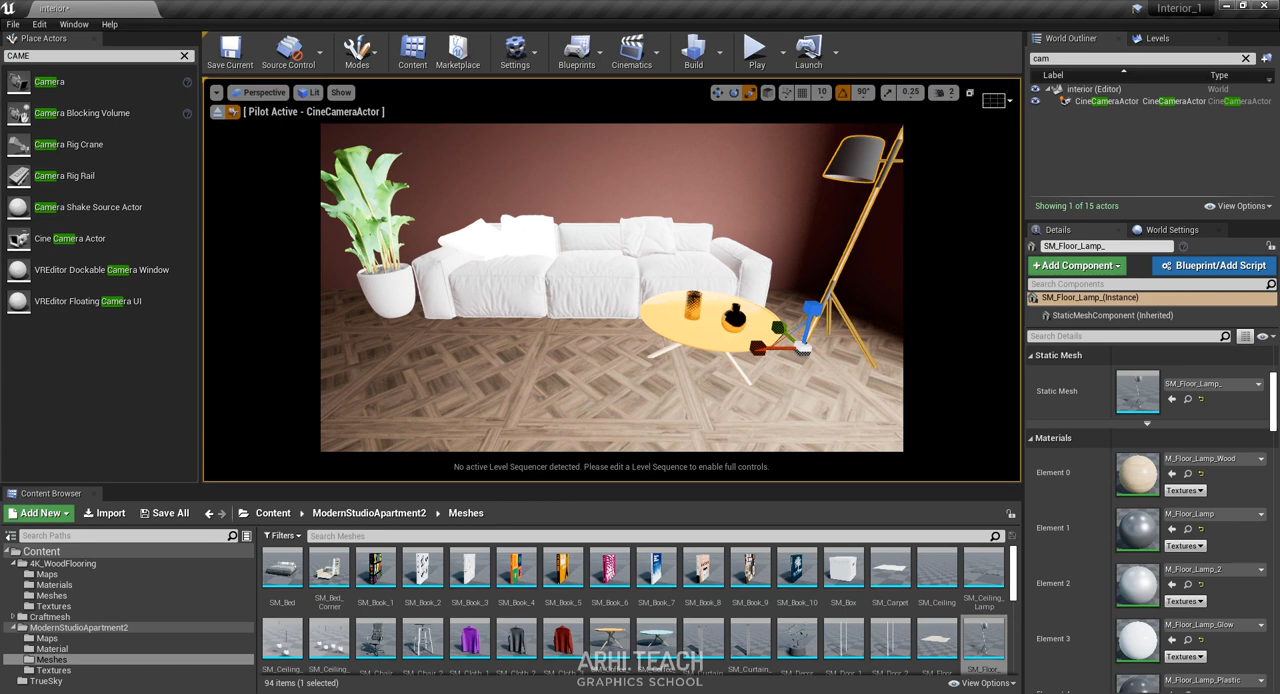 interior*
Interior_1
File Edit Window Help
Place Actors
CAME
Camera
Camera Blocking Volume
Camera Rig Crane
Camera Rig Rail
Camera Shake Source Actor
Cine Camera Actor
VREditor Dockable Camera Window
VREditor Floating Camera UI
Save Current Source Control Modes Content Marketplace Settings Blueprints Cinematics Build Play Launch
Perspective Lit Show
10 90° 0.25 2
[ Pilot Active - CineCameraActor ]
No active Level Sequencer detected. Please edit a Level Sequence to enable full controls.
World Outliner Levels
cam
Label Type
interior (Editor) World
CineCameraActor CineCameraActor CineCameraActor
Showing 1 of 15 actors View Options
Details World Settings
SM_Floor_Lamp_
+Add Component Blueprint/Add Script
Search Components
SM_Floor_Lamp_(Instance)
StaticMeshComponent (Inherited)
Search Details
Static Mesh
Static Mesh SM_Floor_Lamp_
Materials
Element 0 M_Floor_Lamp_Wood
Textures
Element 1 M_Floor_Lamp
Textures
Element 2 M_Floor_Lamp_2
Textures
Element 3 M_Floor_Lamp_Glow
Textures
M_Floor_Lamp_Plastic
Content Browser
Add New Import Save All Content ModernStudioApartment2 Meshes
Search Paths
Filters Search Meshes
Content
4K_WoodFlooring
Maps
Materials
Meshes
Textures
Craftmesh
ModernStudioApartment2
Maps
Material
Meshes
Textures
TrueSky
SM_Bed SM_Bed_Corner SM_Book_1 SM_Book_2 SM_Book_3 SM_Book_4 SM_Book_5 SM_Book_6 SM_Book_7 SM_Book_8 SM_Book_9 SM_Book_10 SM_Box SM_Carpet SM_Ceiling SM_Ceiling_Lamp
SM_Ceiling_ SM_Ceiling_ SM_Chair SM_Chair_2 SM_Cloth_1 SM_Cloth_2 SM_Curtain_ SM_Floor
94 items (1 selected) View Options
ARHI.TEACH
GRAPHICS SCHOOL